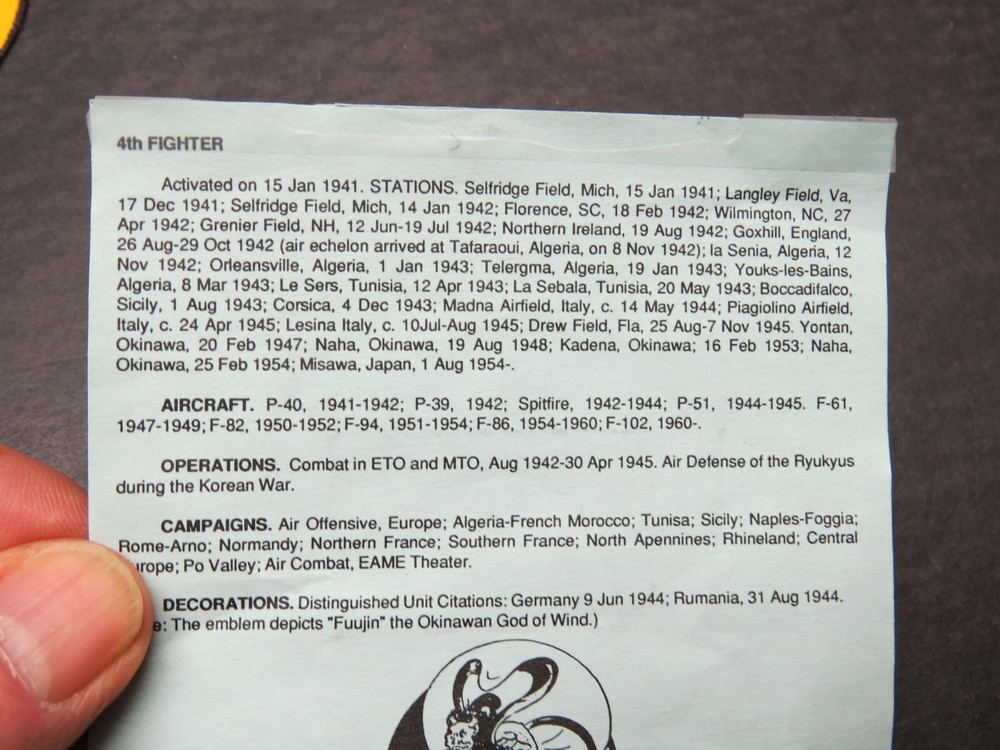 4th FIGHTER
Activated on 15 Jan 1941. STATIONS. Selfridge Field, Mich, 15 Jan 1941; Langley Field, Va,
17 Dec 1941; Selfridge Field, Mich, 14 Jan 1942; Florence, SC, 18 Feb 1942; Wilmington, NC, 27
Apr 1942; Grenier Field, NH, 12 Jun-19 Jul 1942; Northern Ireland, 19 Aug 1942; Goxhill, England,
26 Aug-29 Oct 1942 (air echelon arrived at Tafaraoui, Algeria, on 8 Nov 1942); la Senia, Algeria, 12
Nov 1942; Orleansville, Algeria, 1 Jan 1943; Telergma, Algeria, 19 Jan 1943; Youks-les-Bains,
Algeria, 8 Mar 1943; Le Sers, Tunisia, 12 Apr 1943; La Sebala, Tunisia, 20 May 1943; Boccadifalco,
Sicily, 1 Aug 1943; Corsica, 4 Dec 1943; Madna Airfield, Italy, c. 14 May 1944; Piagiolino Airfield,
Italy, c. 24 Apr 1945; Lesina Italy, c. 10Jul-Aug 1945; Drew Field, Fla, 25 Aug-7 Nov 1945. Yontan,
Okinawa, 20 Feb 1947; Naha, Okinawa, 19 Aug 1948; Kadena, Okinawa; 16 Feb 1953; Naha,
Okinawa, 25 Feb 1954; Misawa, Japan, 1 Aug 1954-.
AIRCRAFT. P-40, 1941-1942; P-39, 1942; Spitfire, 1942-1944; P-51, 1944-1945. F-61,
1947-1949; F-82, 1950-1952; F-94, 1951-1954; F-86, 1954-1960; F-102, 1960-.
OPERATIONS. Combat in ETO and MTO, Aug 1942-30 Apr 1945. Air Defense of the Ryukyus
during the Korean War.
CAMPAIGNS. Air Offensive, Europe; Algeria-French Morocco; Tunisa; Sicily; Naples-Foggia;
Rome-Arno; Normandy; Northern France; Southern France; North Apennines; Rhineland; Central
urope; Po Valley; Air Combat, EAME Theater.
DECORATIONS. Distinguished Unit Citations: Germany 9 Jun 1944; Rumania, 31 Aug 1944.
e: The emblem depicts "Fuujin" the Okinawan God of Wind.)